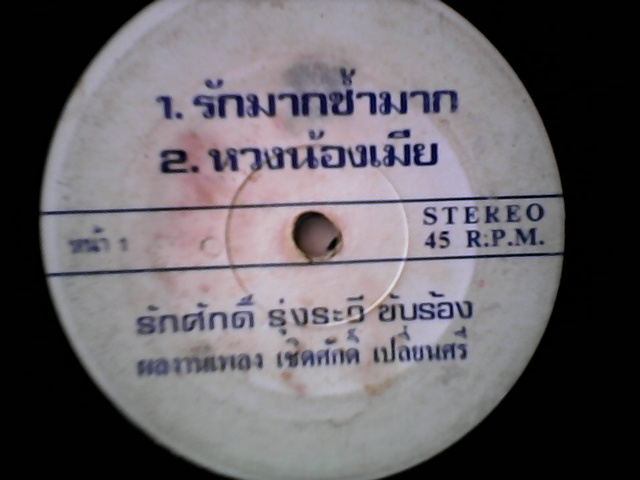 1. รักมากช้ำมาก
2. หวงน้องเมีย
หน้า 1
STEREO
45 R.P.M.
รักศักดิ์ รุ่งระวี ขับร้อง
ผลงานเพลง เชิดศักดิ์ เปลี่ยนศรี